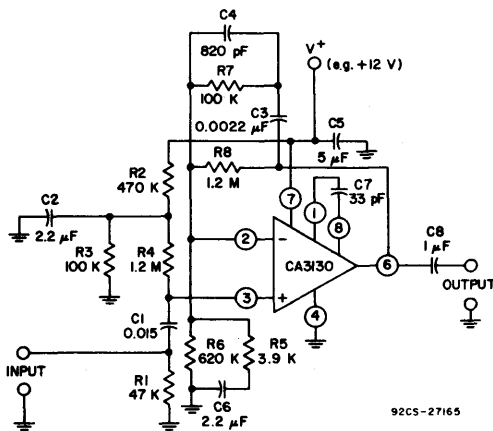 C4
820 pF
R7
100 K
C3
0.0022 µF
V+
(e.g. +12 V)
C5
5 µF
R2
470 K
R8
1.2 M
C2
2.2 µF
7
1
C7
33 pF
8
R3
100 K
R4
1.2 M
2
−
CA3130
6
C8
1 µF
OUTPUT
3
+
4
C1
0.015
R6
620 K
R5
3.9 K
INPUT
R1
47 K
C6
2.2 µF
92CS-27165